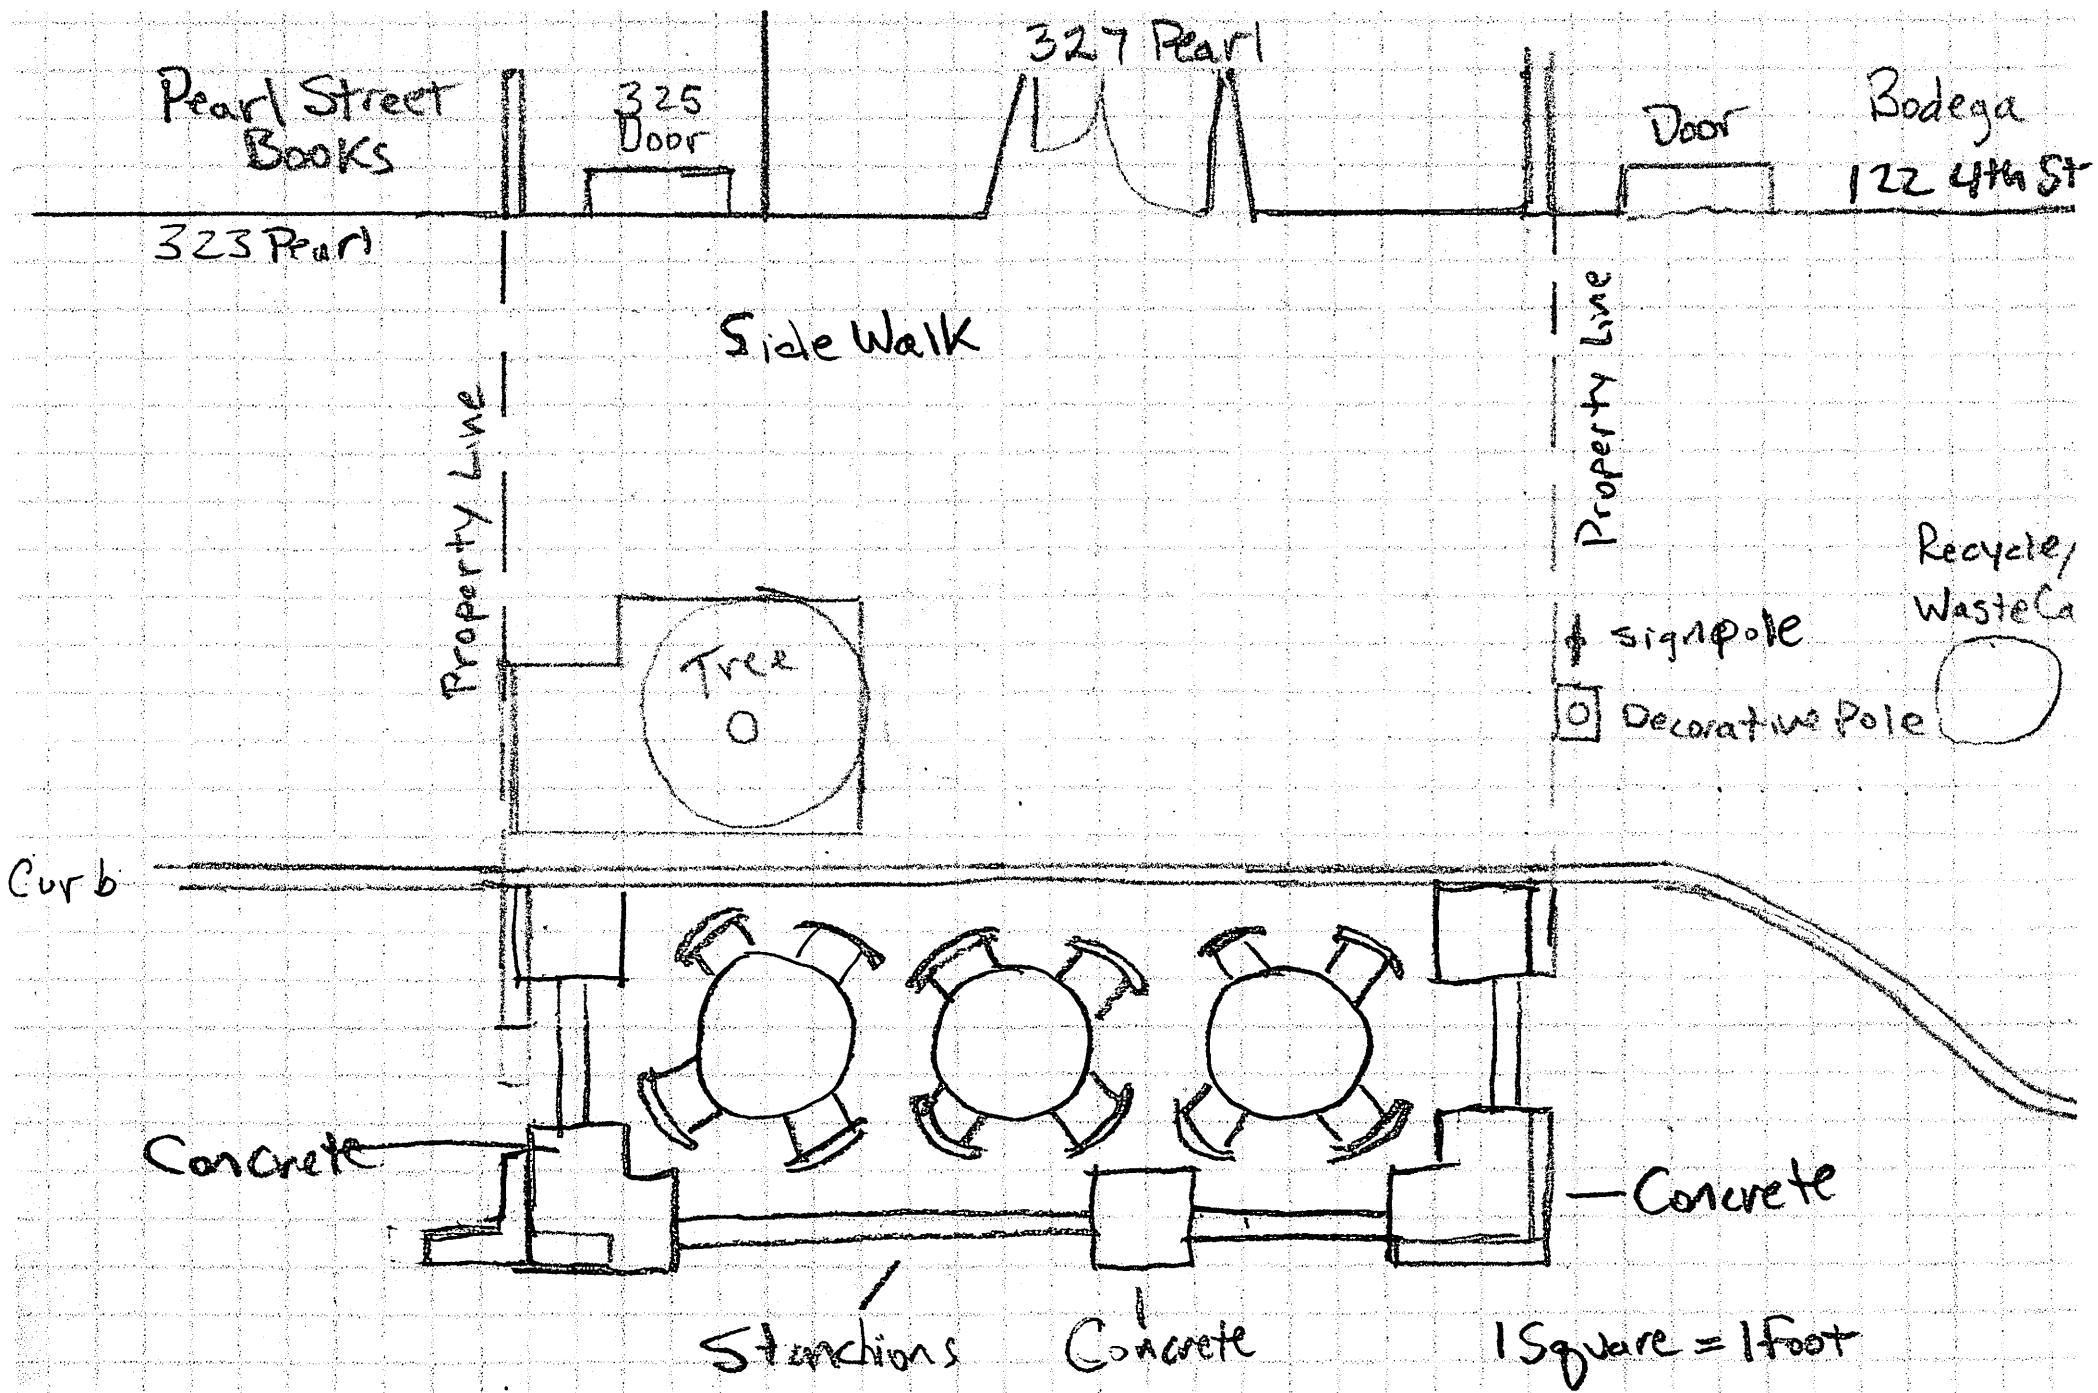 327 Pearl
Pearl Street
Books
325
Door
Door
Bodega
122 4th St
323 Pearl
Side Walk
Property Line
Property Line
Recycle/
Waste Ca
Tree
signpole
Decorative Pole
Curb
Concrete
Concrete
Stanchions
Concrete
1 Square = 1 Foot